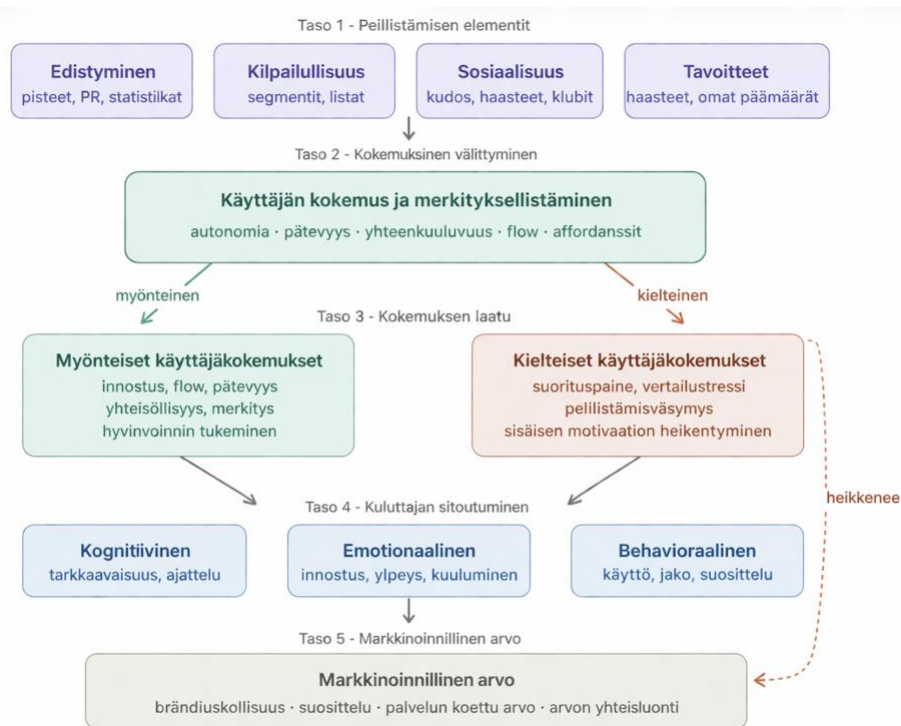 Taso 1 - Peillistämisen elementit
Edistyminen
pisteet, PR, statistiikat
Kilpailullisuus
segmentit, listat
Sosiaalisuus
kudos, haasteet, klubit
Tavoitteet
haasteet, omat päämäärät
Taso 2 - Kokemuksinen välittyminen
Käyttäjän kokemus ja merkityksellistäminen
autonomia · pätevyys · yhteenkuuluvuus · flow · affordanssit
myönteinen
kielteinen
Taso 3 - Kokemuksen laatu
Myönteiset käyttäjäkokemukset
innostus, flow, pätevyys
yhteisöllisyys, merkitys
hyvinvoinnin tukeminen
Kielteiset käyttäjäkokemukset
suorituspaine, vertailustressi
pelilistämisväsymys
sisäisen motivaation heikentyminen
heikkenee
Taso 4 - Kuluttajan sitoutuminen
Kognitiivinen
tarkkaavaisuus, ajattelu
Emotionaalinen
innostus, ylpeys, kuuluminen
Behavioraalinen
käyttö, jako, suosittelu
Taso 5 - Markkinoinnillinen arvo
Markkinoinnillinen arvo
brändiuskollisuus · suosittelu · palvelun koettu arvo · arvon yhteisluonti